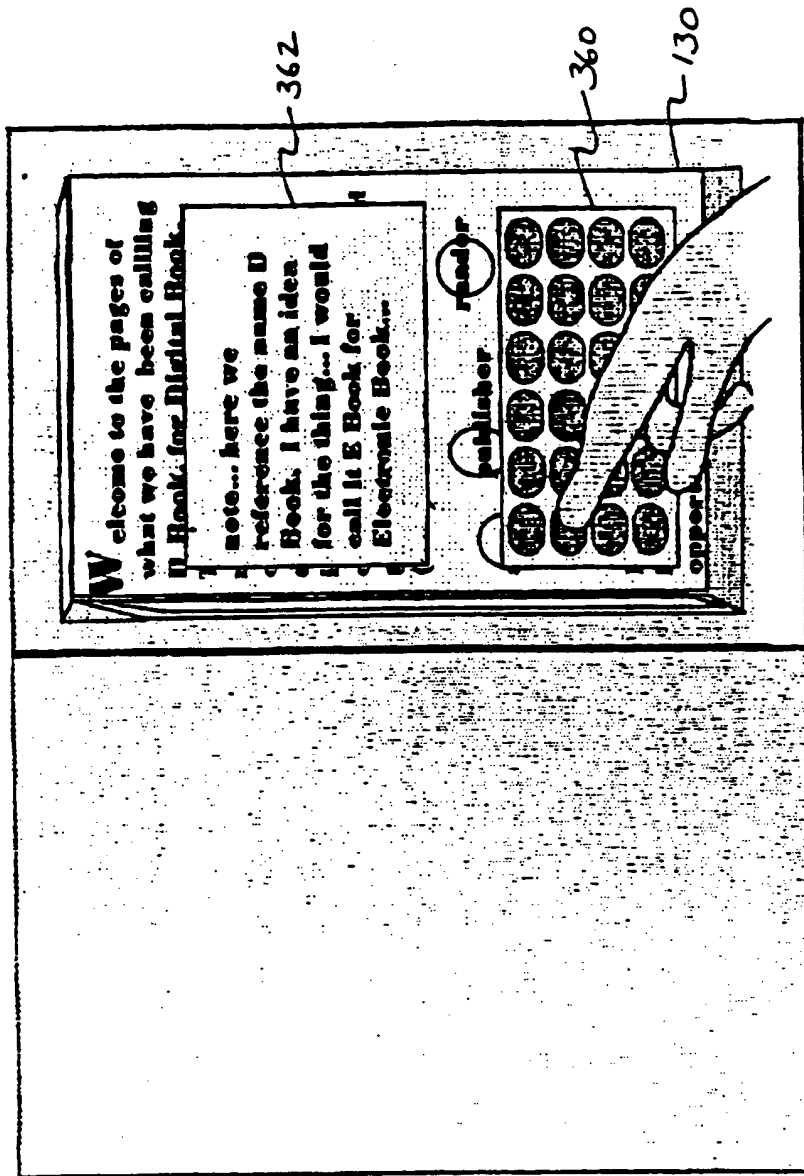 Welcome to the pages of
what we have been callling
D Book, for Digital Book.
note... here we
reference the name D
Book. I have an idea
for the thing... I would
call it E Book for
Electronic Book...
publisher
reader
oppor
362
360
130